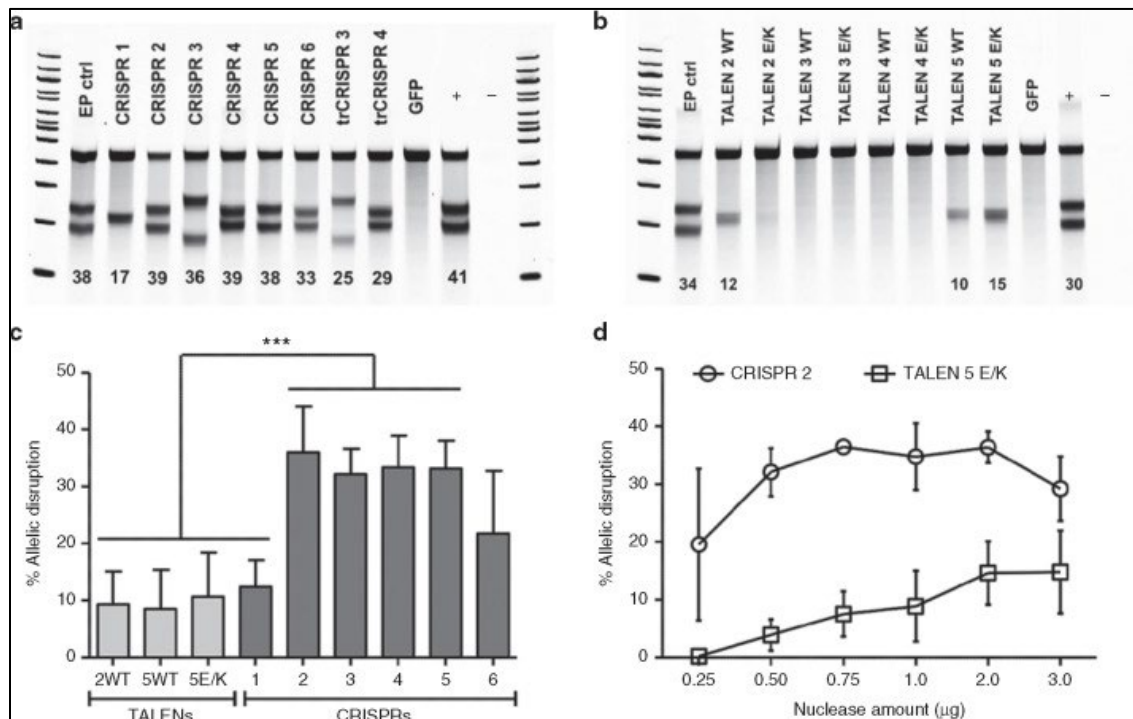 a
EP ctrl
CRISPR 1
CRISPR 2
CRISPR 3
CRISPR 4
CRISPR 5
CRISPR 6
trCRISPR 3
trCRISPR 4
GFP
+
–
38 17 39 36 39 38 33 25 29 41
b
EP ctrl
TALEN 2 WT
TALEN 2 E/K
TALEN 3 WT
TALEN 3 E/K
TALEN 4 WT
TALEN 4 E/K
TALEN 5 WT
TALEN 5 E/K
GFP
+
–
34 12 10 15 30
c
***
% Allelic disruption
50
40
30
20
10
0
2WT 5WT 5E/K 1 2 3 4 5 6
TALENs CRISPRs
d
CRISPR 2 TALEN 5 E/K
% Allelic disruption
50
40
30
20
10
0
0.25 0.50 0.75 1.0 2.0 3.0
Nuclease amount (µg)